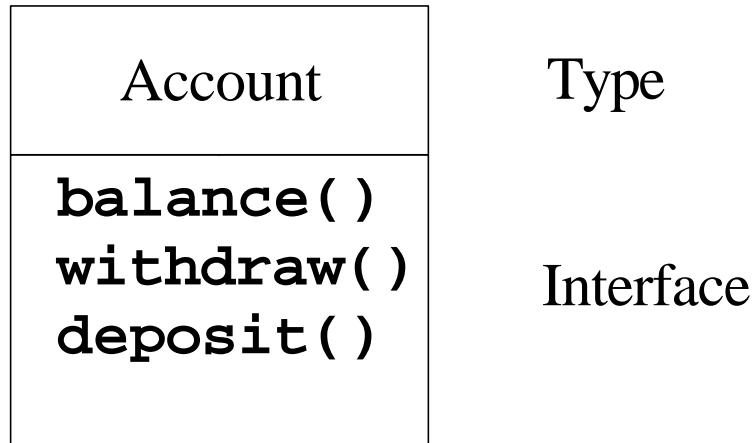 Account
Type
balance()
withdraw()
deposit()
Interface